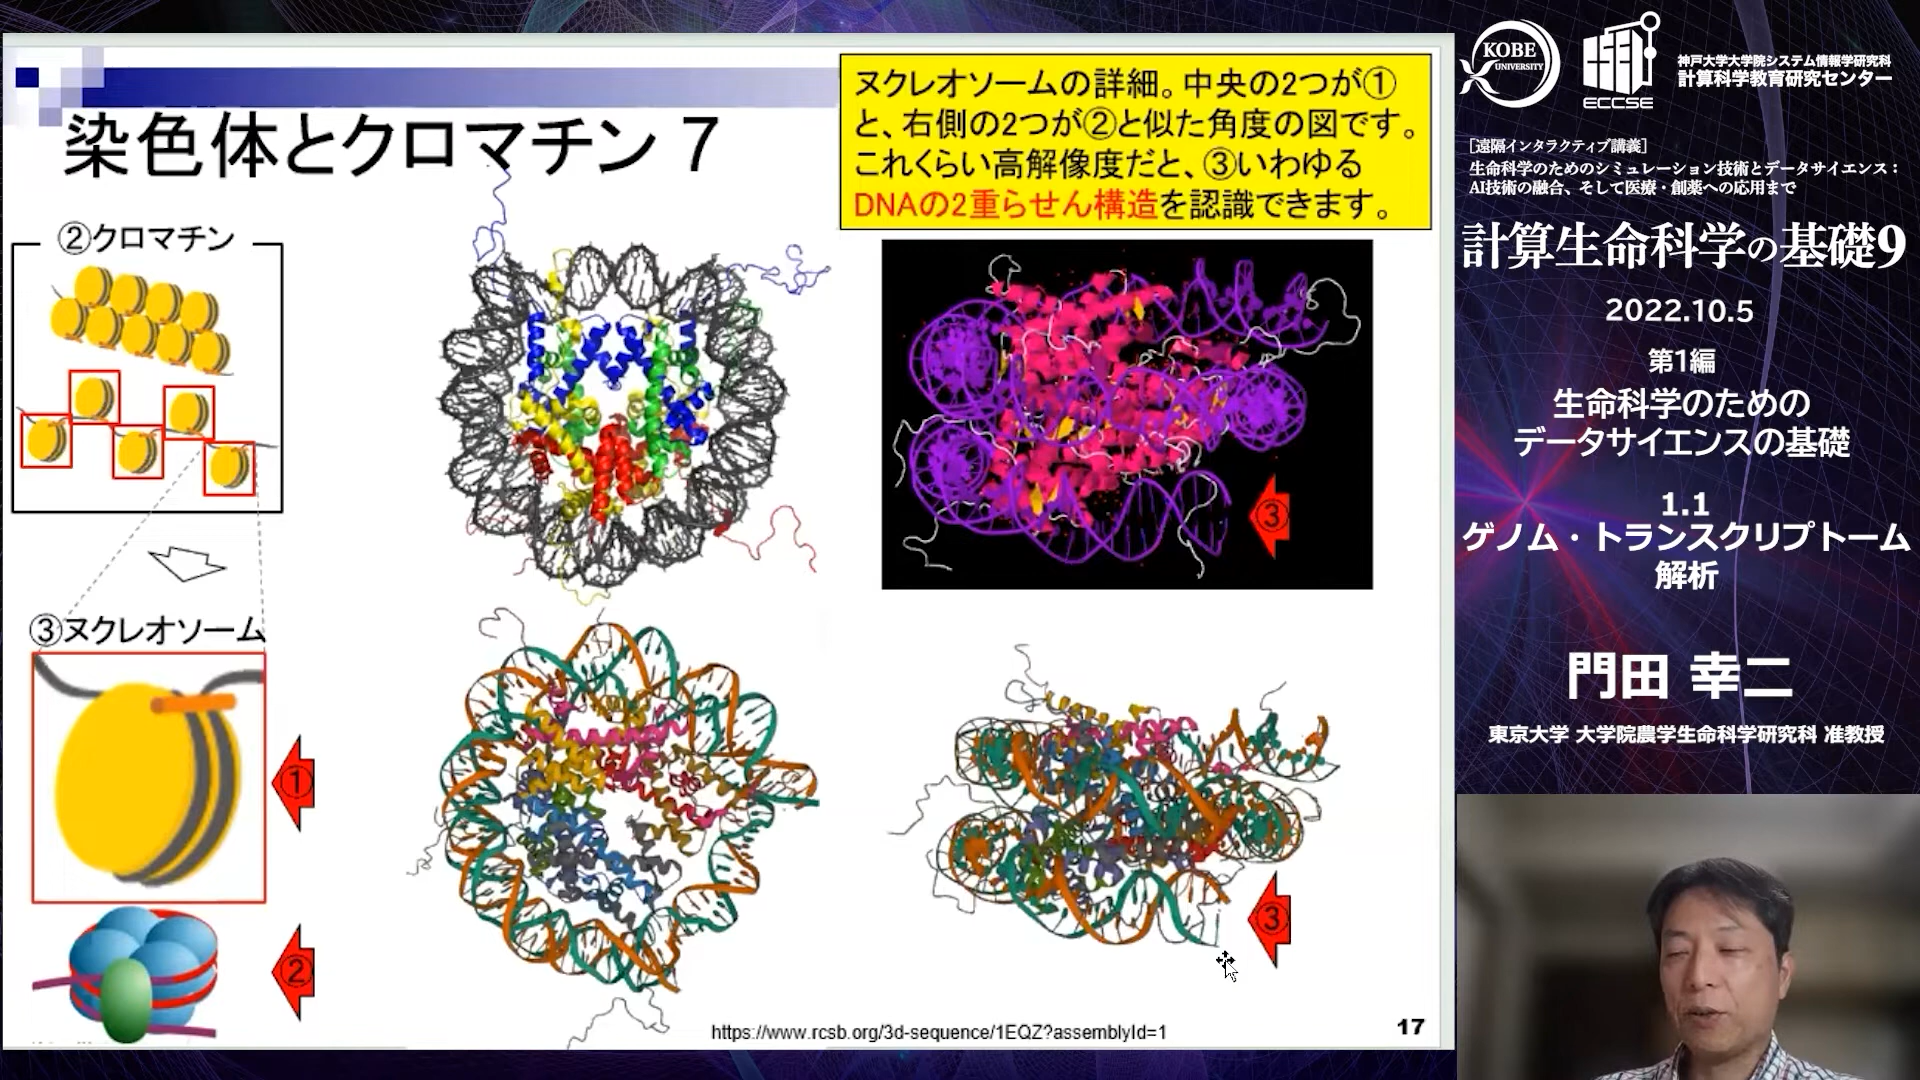 染色体とクロマチン 7
ヌクレオソームの詳細。中央の2つが①
と、右側の2つが②と似た角度の図です。
これくらい高解像度だと、③いわゆる
DNAの2重らせん構造を認識できます。
②クロマチン
③ヌクレオソーム
①
②
③
③
https://www.rcsb.org/3d-sequence/1EQZ?assemblyId=1
17
KOBE
UNIVERSITY
ECCSE
神戸大学大学院システム情報学研究科
計算科学教育研究センター
[遠隔インタラクティブ講義]
生命科学のためのシミュレーション技術とデータサイエンス：
AI技術の融合、そして医療・創薬への応用まで
計算生命科学の基礎9
2022.10.5
第1編
生命科学のための
データサイエンスの基礎
1.1
ゲノム・トランスクリプトーム
解析
門田 幸二
東京大学 大学院農学生命科学研究科 准教授